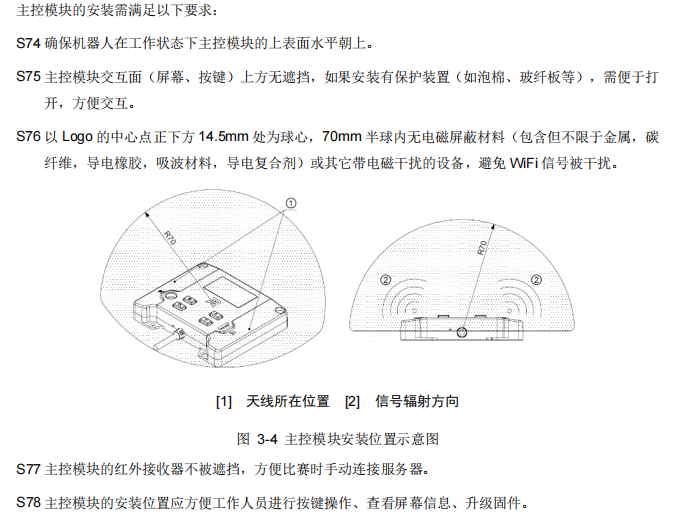 主控模块的安装需满足以下要求：
S74 确保机器人在工作状态下主控模块的上表面水平朝上。
S75 主控模块交互面（屏幕、按键）上方无遮挡，如果安装有保护装置（如泡棉、玻纤板等），需便于打
开，方便交互。
S76 以 Logo 的中心点正下方 14.5mm 处为球心，70mm 半球内无电磁屏蔽材料（包含但不限于金属，碳
纤维，导电橡胶，吸波材料，导电复合剂）或其它带电磁干扰的设备，避免 WiFi 信号被干扰。
①
R70
R70
②
②
[1] 天线所在位置 [2] 信号辐射方向
图 3-4 主控模块安装位置示意图
S77 主控模块的红外接收器不被遮挡，方便比赛时手动连接服务器。
S78 主控模块的安装位置应方便工作人员进行按键操作、查看屏幕信息、升级固件。